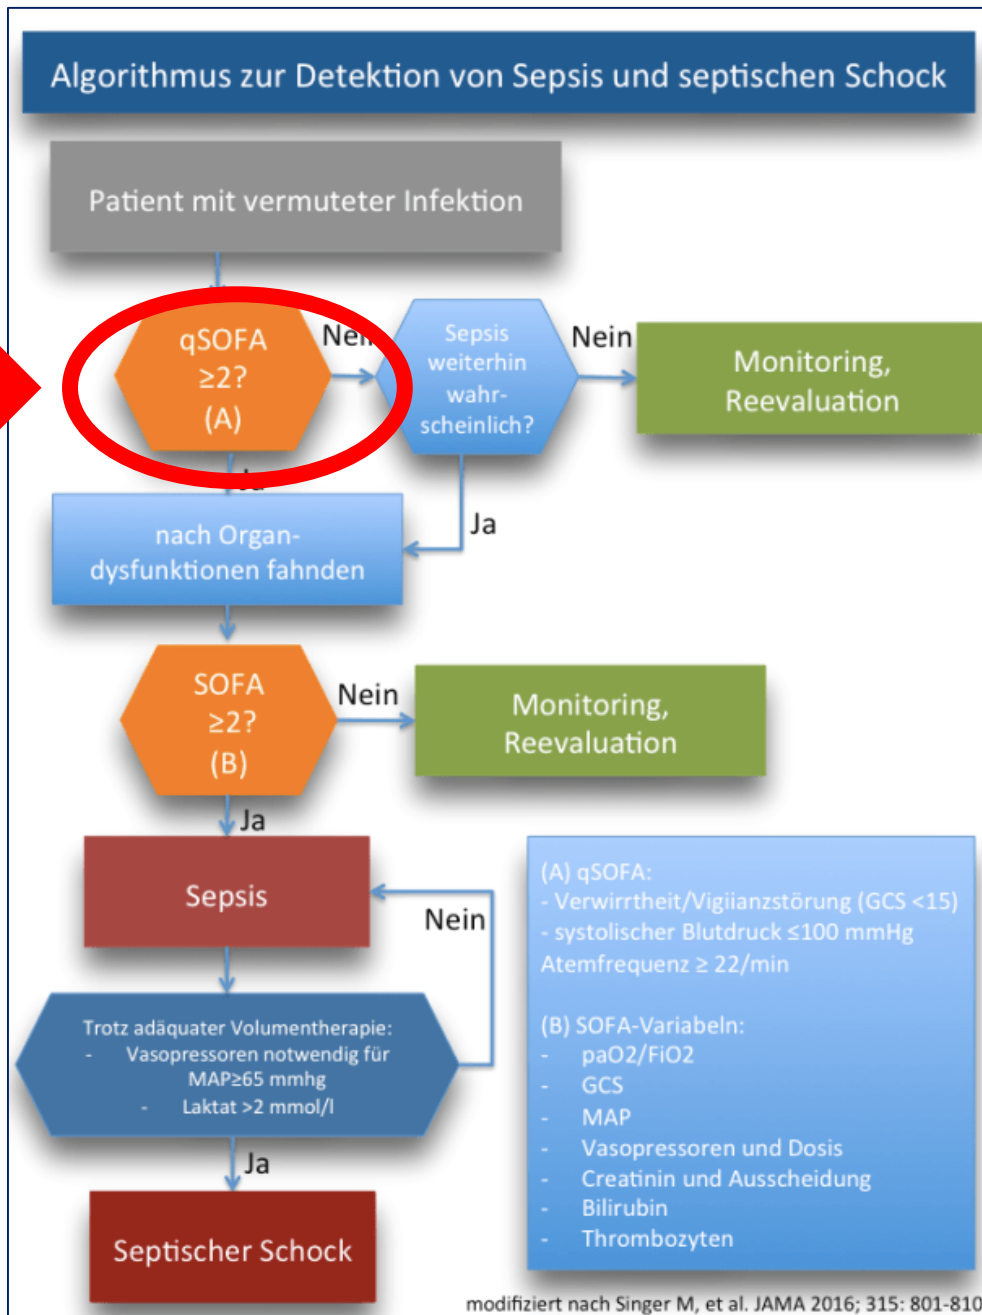 Algorithmus zur Detektion von Sepsis und septischen Schock
Patient mit vermuteter Infektion
qSOFA
≥2?
(A)
Nein
Sepsis
weiterhin
wahr-
scheinlich?
Nein
Monitoring,
Reevaluation
Ja
Ja
nach Organ-
dysfunktionen fahnden
SOFA
≥2?
(B)
Nein
Monitoring,
Reevaluation
Ja
Sepsis
Nein
Trotz adäquater Volumentherapie:
- Vasopressoren notwendig für
MAP≥65 mmhg
- Laktat >2 mmol/l
Ja
Septischer Schock
(A) qSOFA:
- Verwirrtheit/Vigiianzstörung (GCS <15)
- systolischer Blutdruck ≤100 mmHg
Atemfrequenz ≥ 22/min
(B) SOFA-Variabeln:
- paO2/FiO2
- GCS
- MAP
- Vasopressoren und Dosis
- Creatinin und Ausscheidung
- Bilirubin
- Thrombozyten
modifiziert nach Singer M, et al. JAMA 2016; 315: 801-810